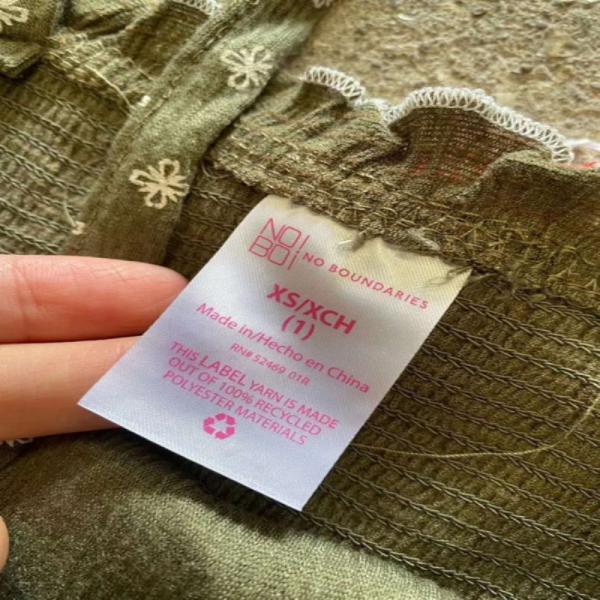 NO
BO
NO BOUNDARIES
XS/XCH
(1)
Made in/Hecho en China
RN# 52469 01R
THIS LABEL YARN IS MADE
OUT OF 100% RECYCLED
POLYESTER MATERIALS